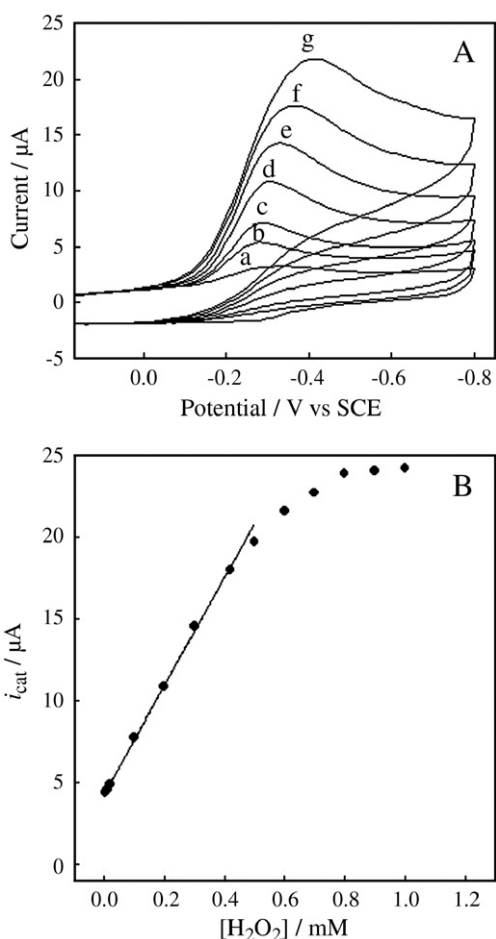 A
25
20
15
10
5
0
-5
Current / µA
g
f
e
d
c
b
a
0.0 -0.2 -0.4 -0.6 -0.8
Potential / V vs SCE
B
25
20
15
10
5
0
i_cat / µA
0.0 0.2 0.4 0.6 0.8 1.0 1.2
[H₂O₂] / mM